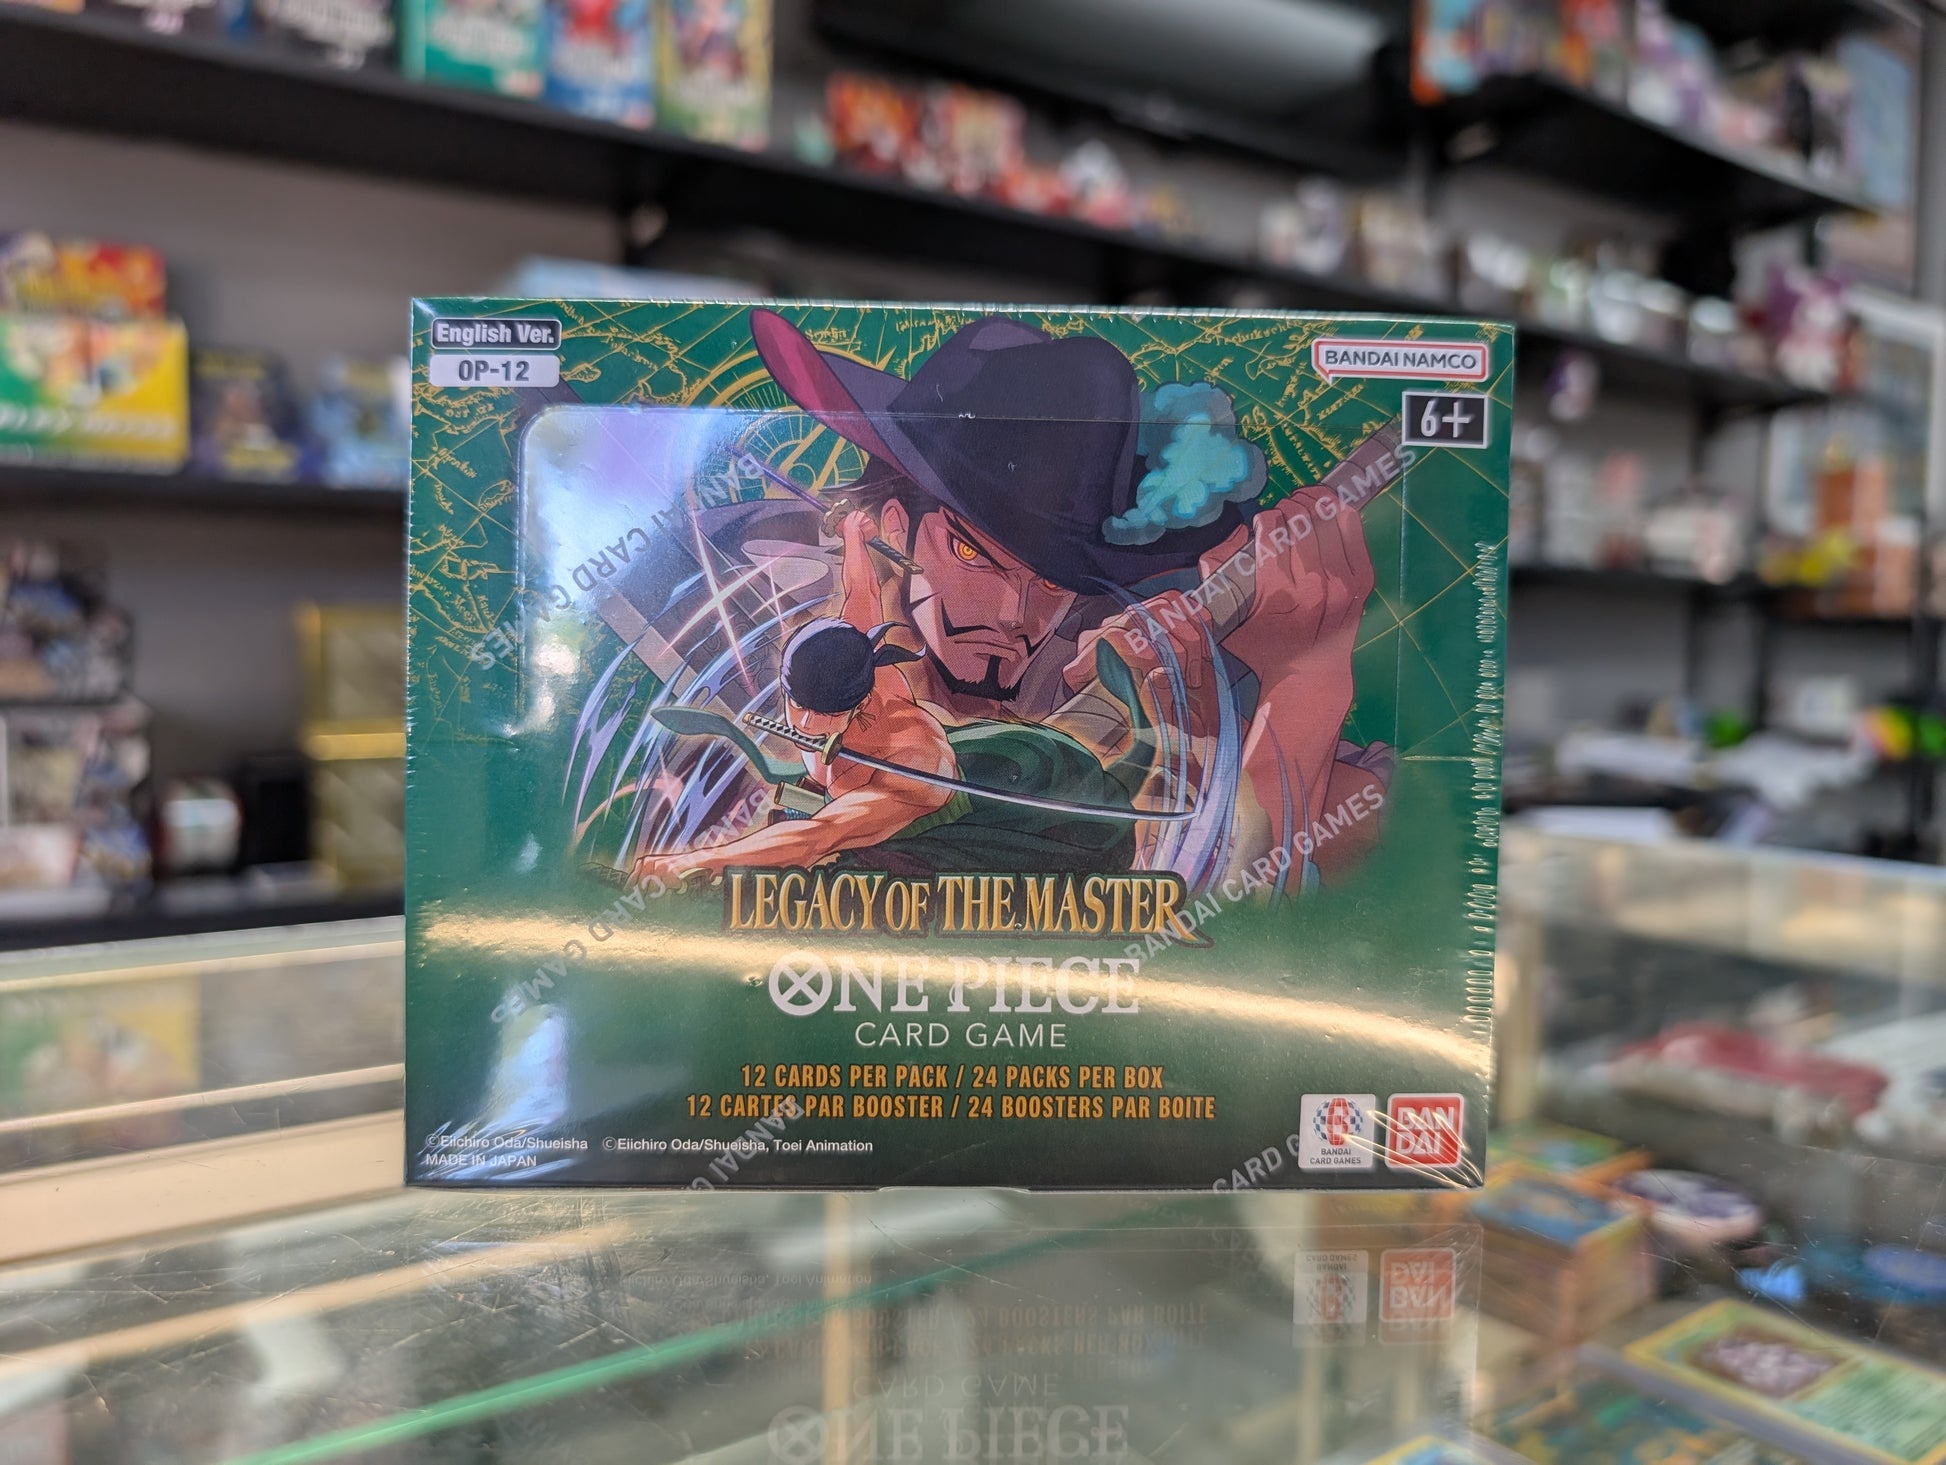 English Ver.
OP-12
BANDAI NAMCO
6+
BANDAI CARD GAMES
BANDAI CARD GAMES
BANDAI CARD GAMES
LEGACY OF THE MASTER
ONE PIECE
CARD GAME
12 CARDS PER PACK / 24 PACKS PER BOX
12 CARTES PAR BOOSTER / 24 BOOSTERS PAR BOITE
©Eiichiro Oda/Shueisha ©Eiichiro Oda/Shueisha, Toei Animation
MADE IN JAPAN
BANDAI
CARD GAMES
BAN
DAI